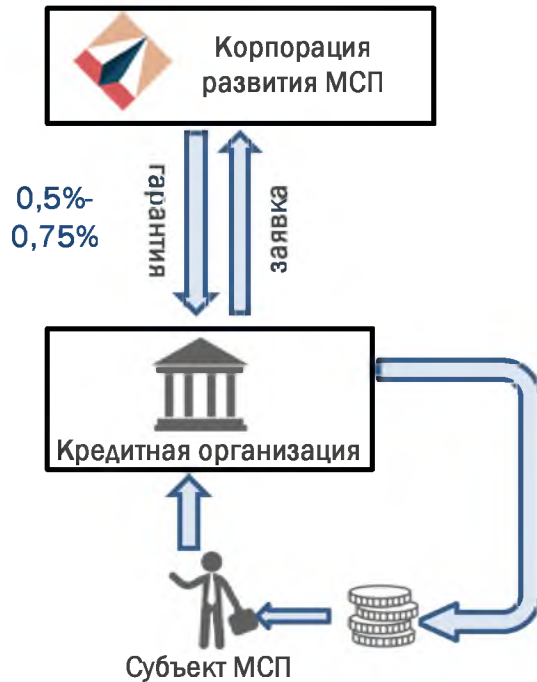 Корпорация
развития МСП
0,5%-
0,75%
гарантия
заявка
Кредитная организация
Субъект МСП